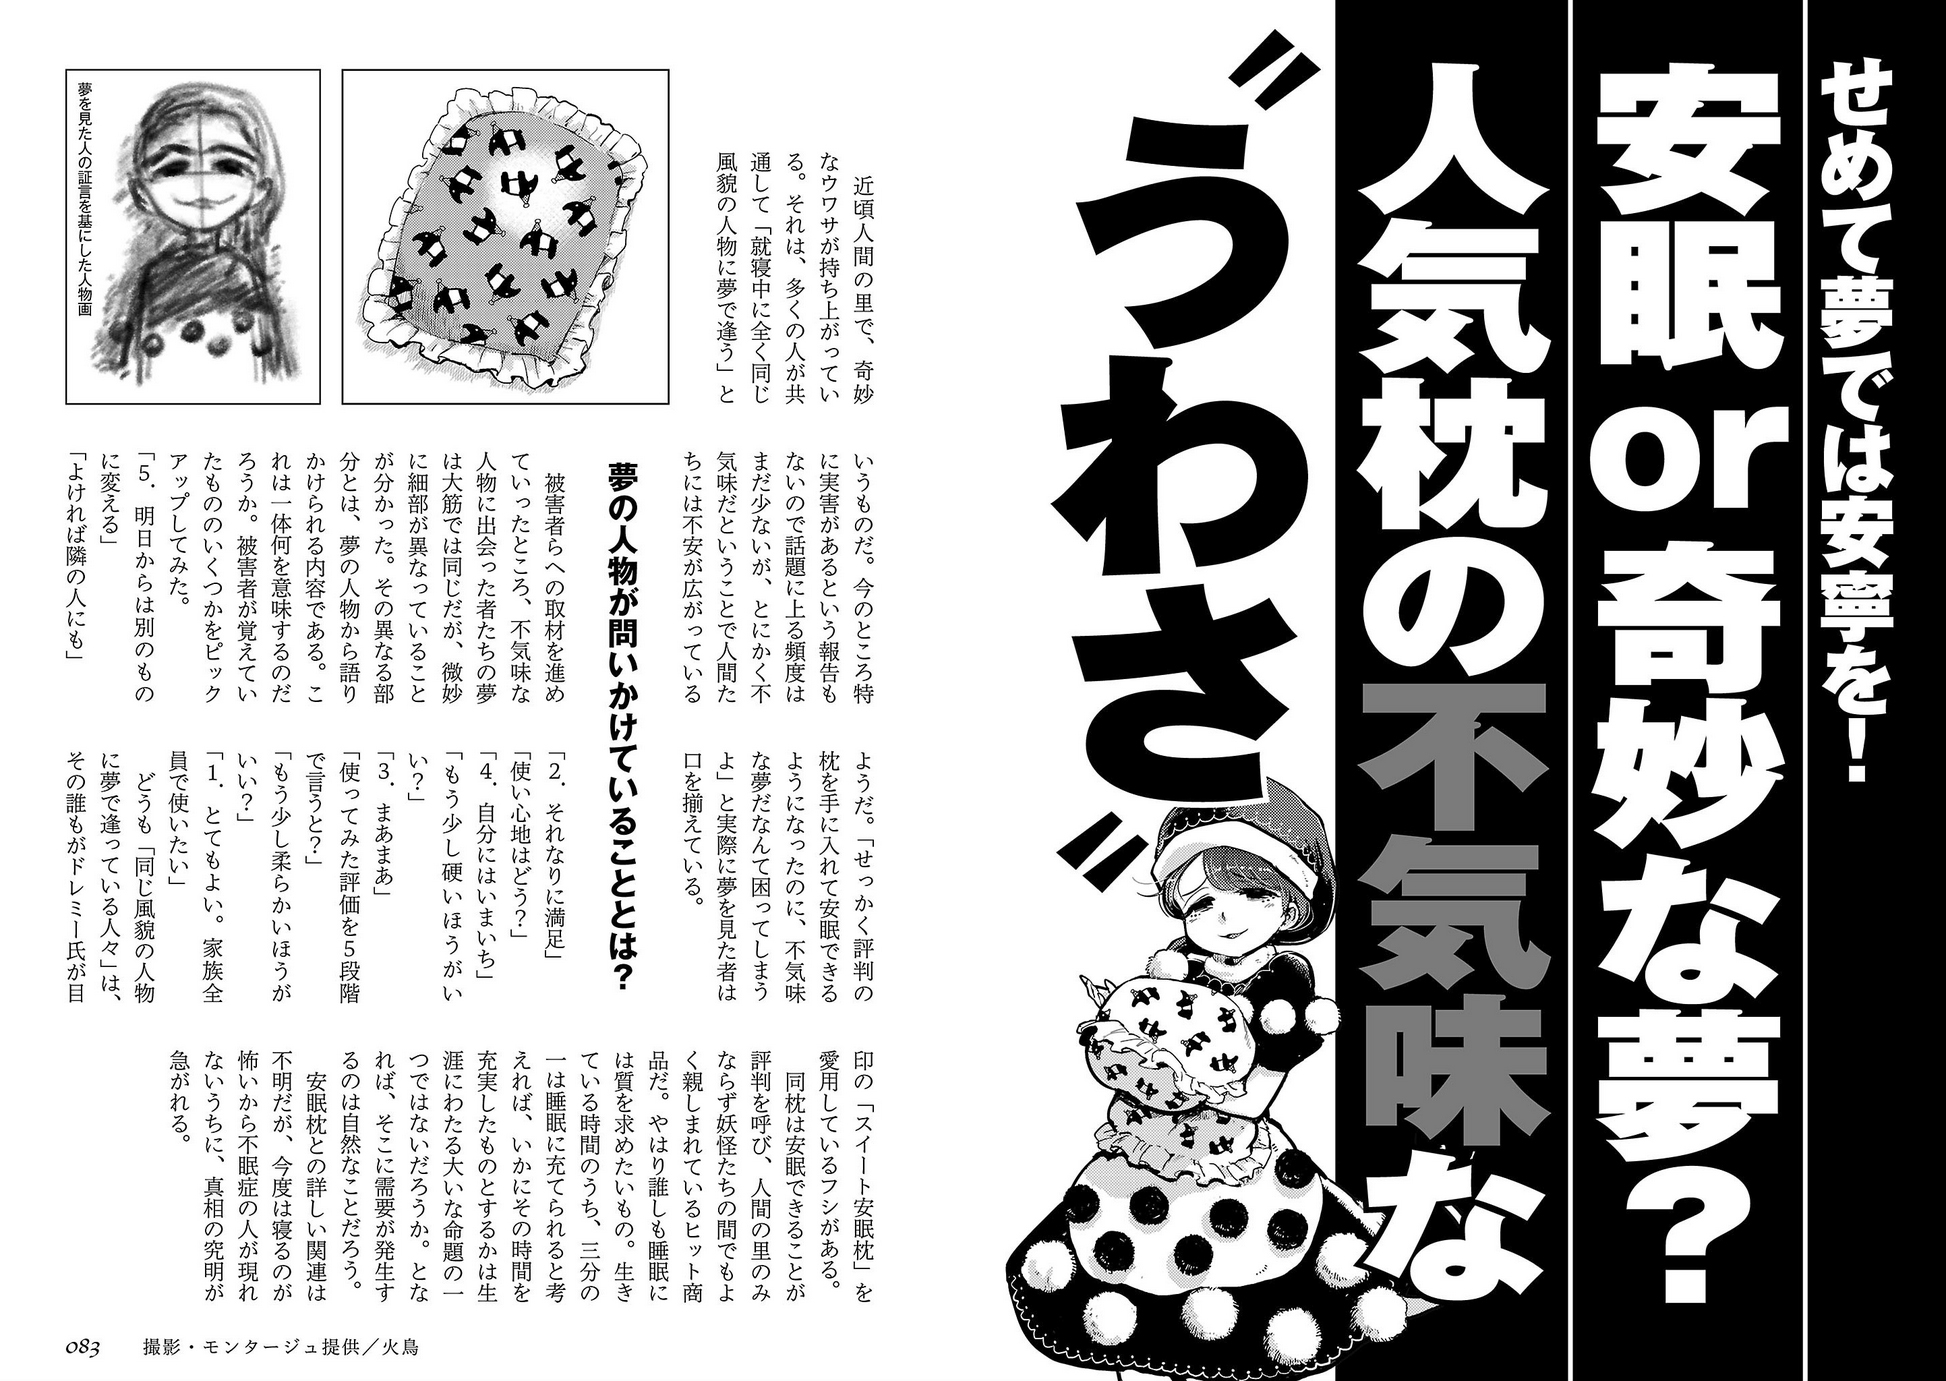 せめて夢では安寧を!
安眠or奇妙な夢?
人気枕の不気味な
〝うわさ〟
近頃人間の里で、奇妙
なウワサが持ち上がってい
る。それは、多くの人が共
通して「就寝中に全く同じ
風貌の人物に夢で逢う」と
いうものだ。今のところ特
に実害があるという報告も
ないので話題に上る頻度は
まだ少ないが、とにかく不
気味だということで人間た
ちには不安が広がっている
ようだ。「せっかく評判の
枕を手に入れて安眠できる
ようになったのに、不気味
な夢だなんて困ってしまう
よ」と実際に夢を見た者は
口を揃えている。
夢の人物が問いかけていることとは?
被害者らへの取材を進め
ていったところ、不気味な
人物に出会った者たちの夢
は大筋では同じだが、微妙
に細部が異なっていること
が分かった。その異なる部
分とは、夢の人物から語り
かけられる内容である。こ
れは一体何を意味するのだ
ろうか。被害者が覚えてい
たもののいくつかをピック
アップしてみた。
「5．明日からは別のもの
に変える」
「よければ隣の人にも」
「2．それなりに満足」
「使い心地はどう?」
「4．自分にはいまいち」
「もう少し硬いほうがい
い?」
「3．まあまあ」
「使ってみた評価を5段階
で言うと?」
「もう少し柔らかいほうが
いい?」
「1．とてもよい。家族全
員で使いたい」
どうも「同じ風貌の人物
に夢で逢っている人々」は、
その誰もがドレミー氏が目
印の「スイート安眠枕」を
愛用しているフシがある。
同枕は安眠できることが
評判を呼び、人間の里のみ
ならず妖怪たちの間でもよ
く親しまれているヒット商
品だ。やはり誰しも睡眠に
は質を求めたいもの。生き
ている時間のうち、三分の
一は睡眠に充てられると考
えれば、いかにその時間を
充実したものとするかは生
涯にわたる大いな命題の一
つではないだろうか。とな
れば、そこに需要が発生す
るのは自然なことだろう。
安眠枕との詳しい関連は
不明だが、今度は寝るのが
怖いから不眠症の人が現れ
ないうちに、真相の究明が
急がれる。
夢を見た人の証言を基にした人物画
083
撮影・モンタージュ提供／火鳥